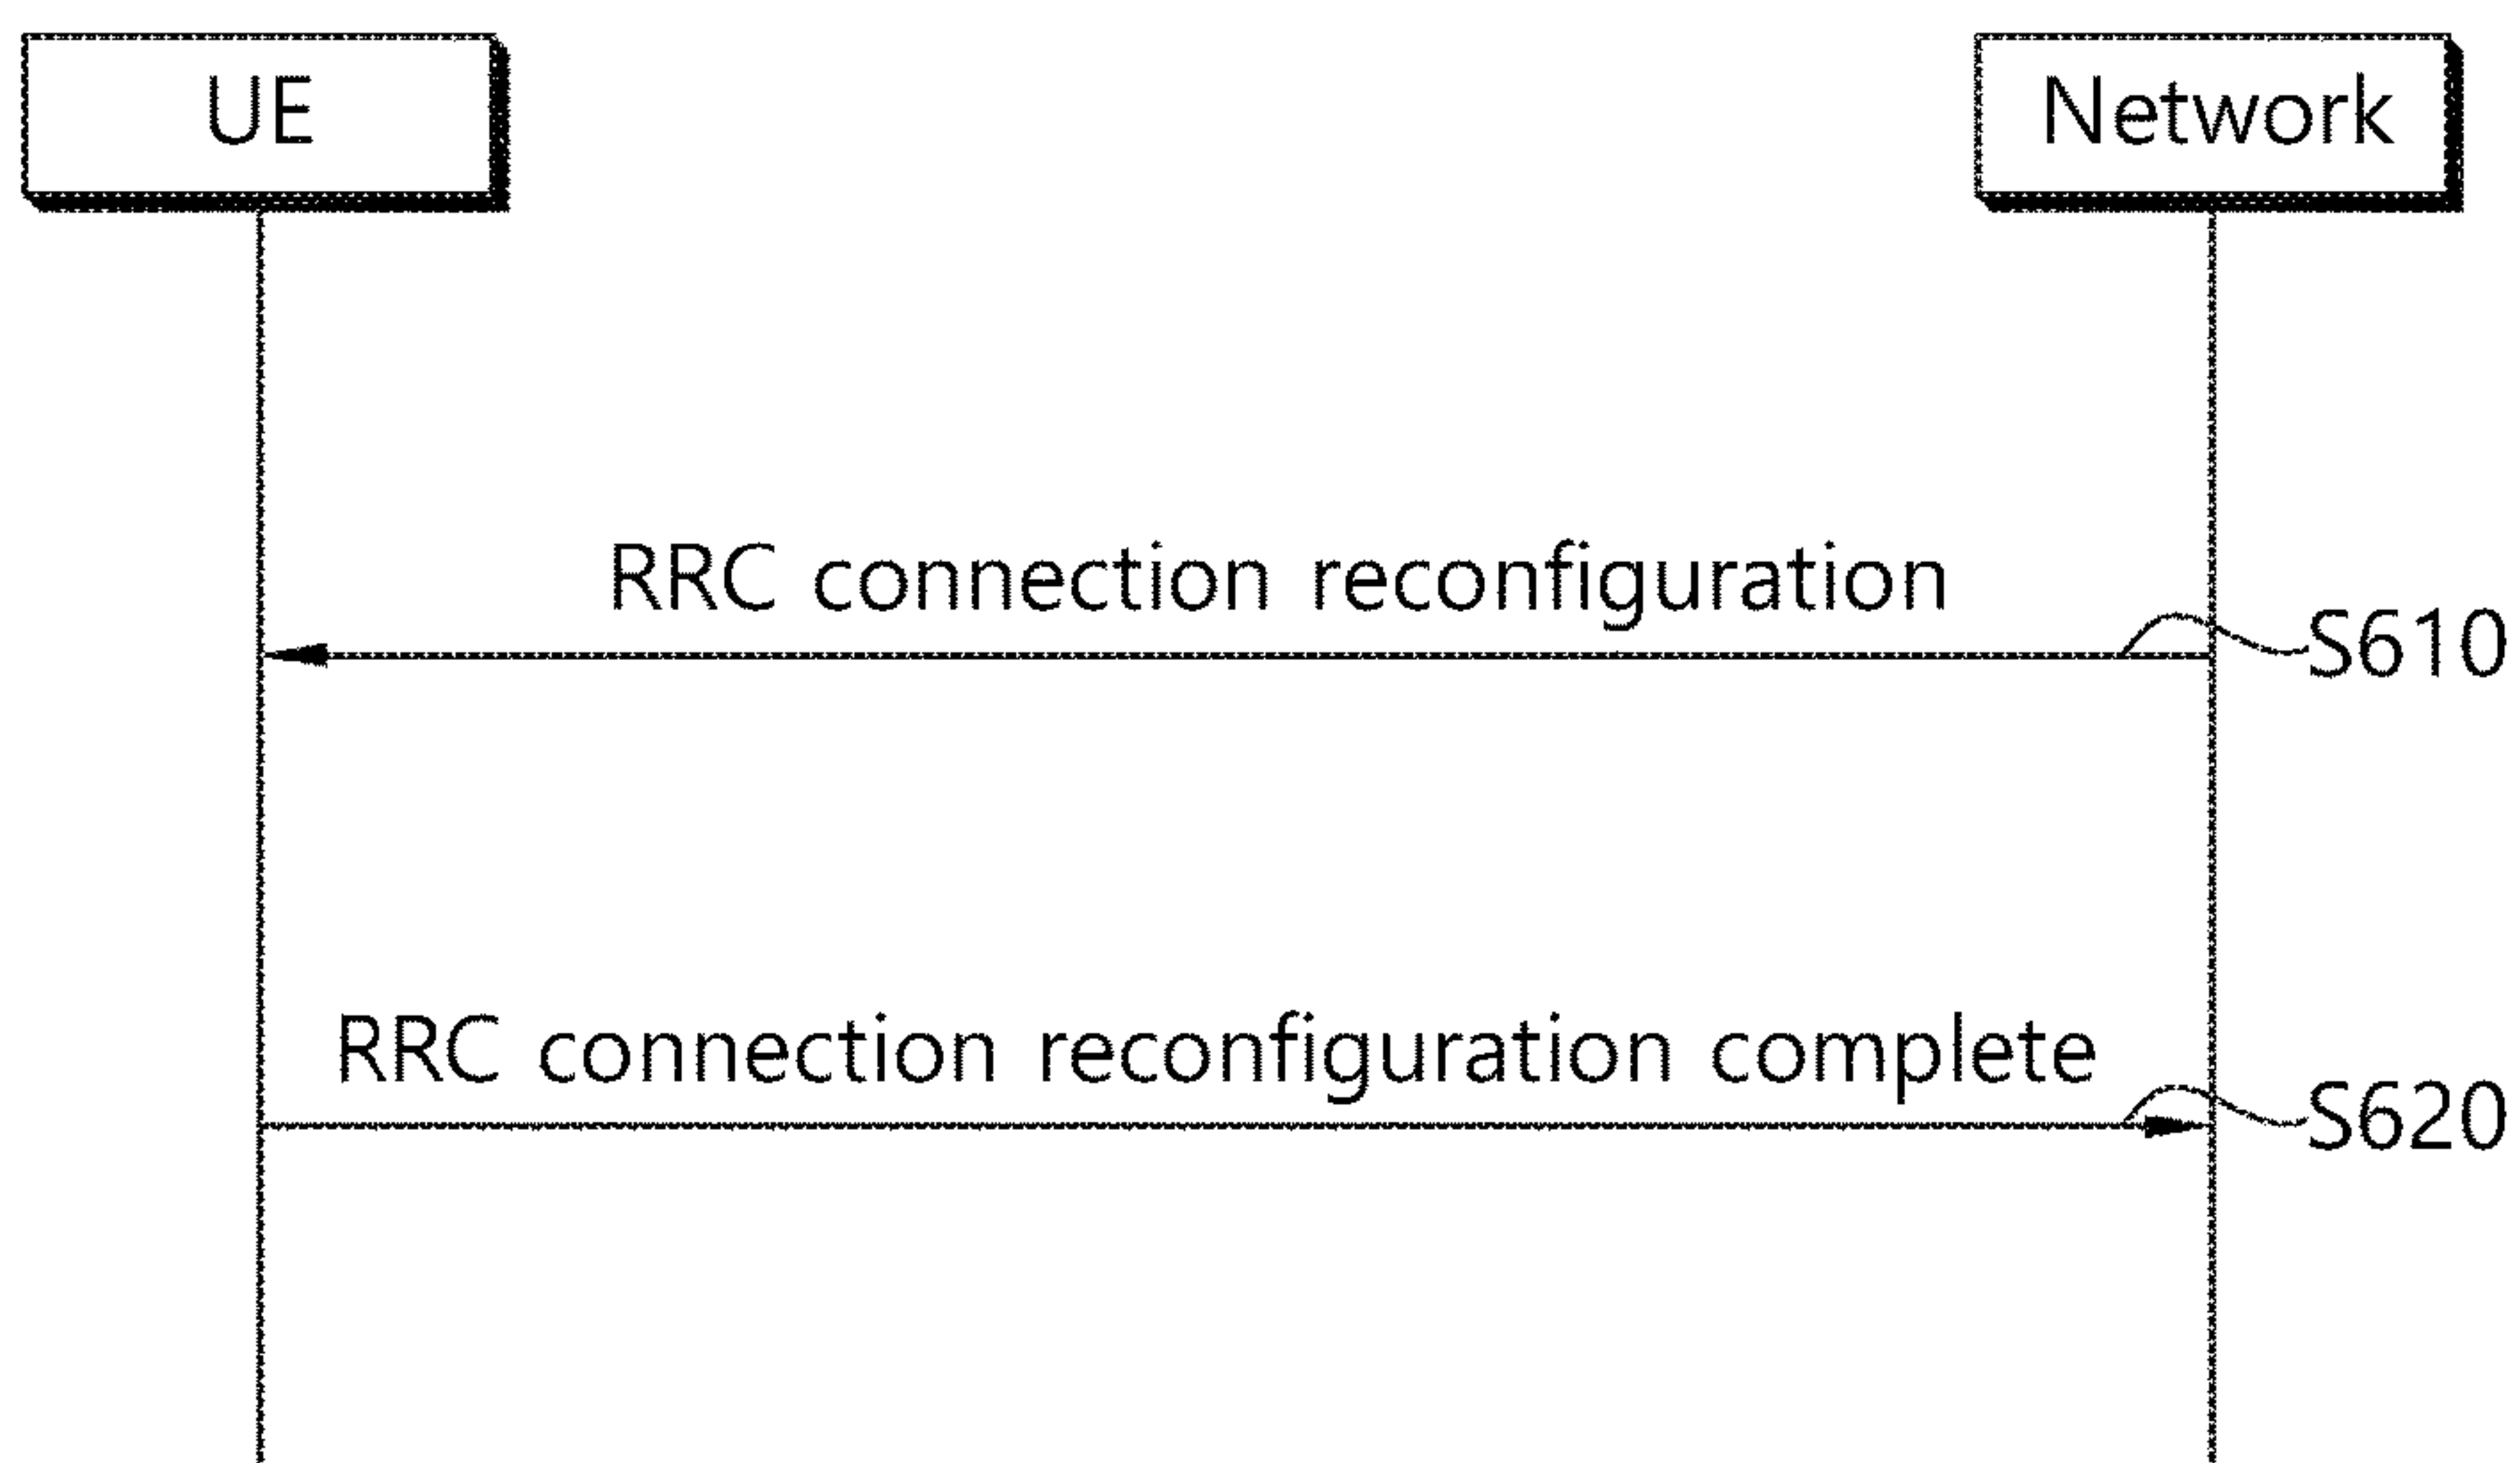 UE
Network
RRC connection reconfiguration
S610
RRC connection reconfiguration complete
S620